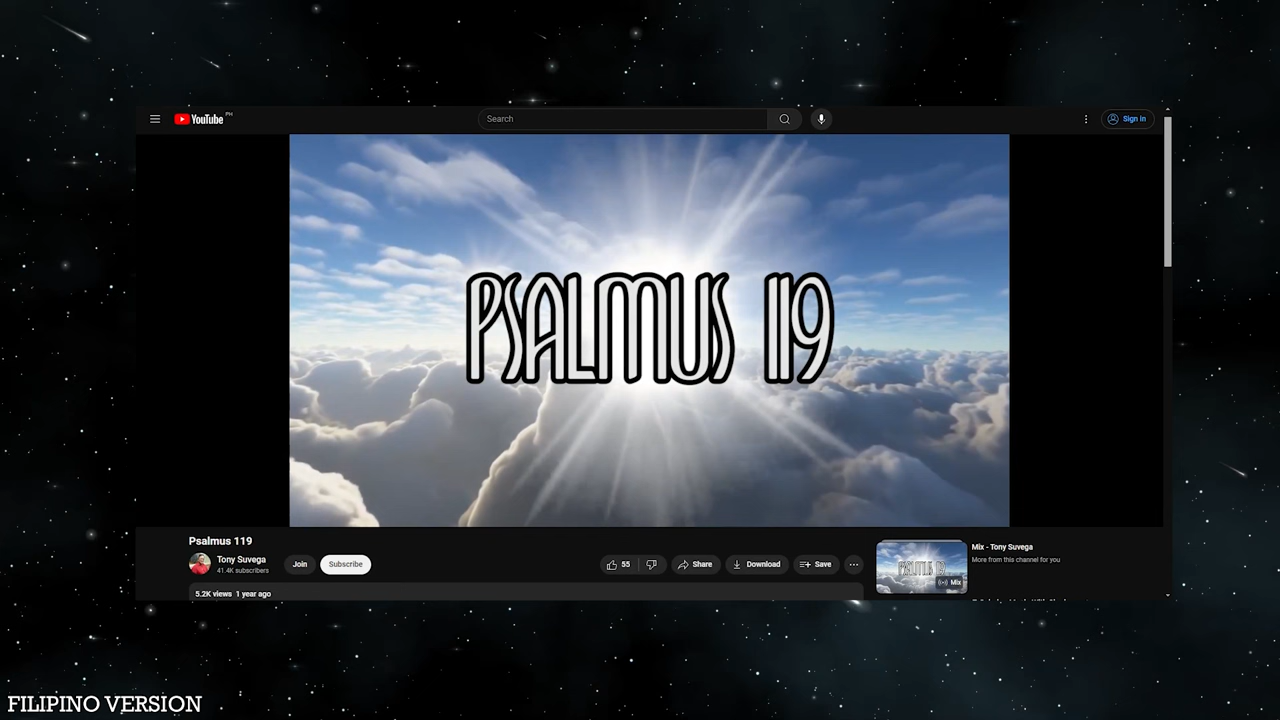 YouTube PH
Search
Sign in
PSALMUS 119
Psalmus 119
Tony Suvega
41.4K subscribers
Join
Subscribe
55
Share
Download
Save
5.2K views 1 year ago
PSALMUS 119
Mix
Mix - Tony Suvega
More from this channel for you
FILIPINO VERSION